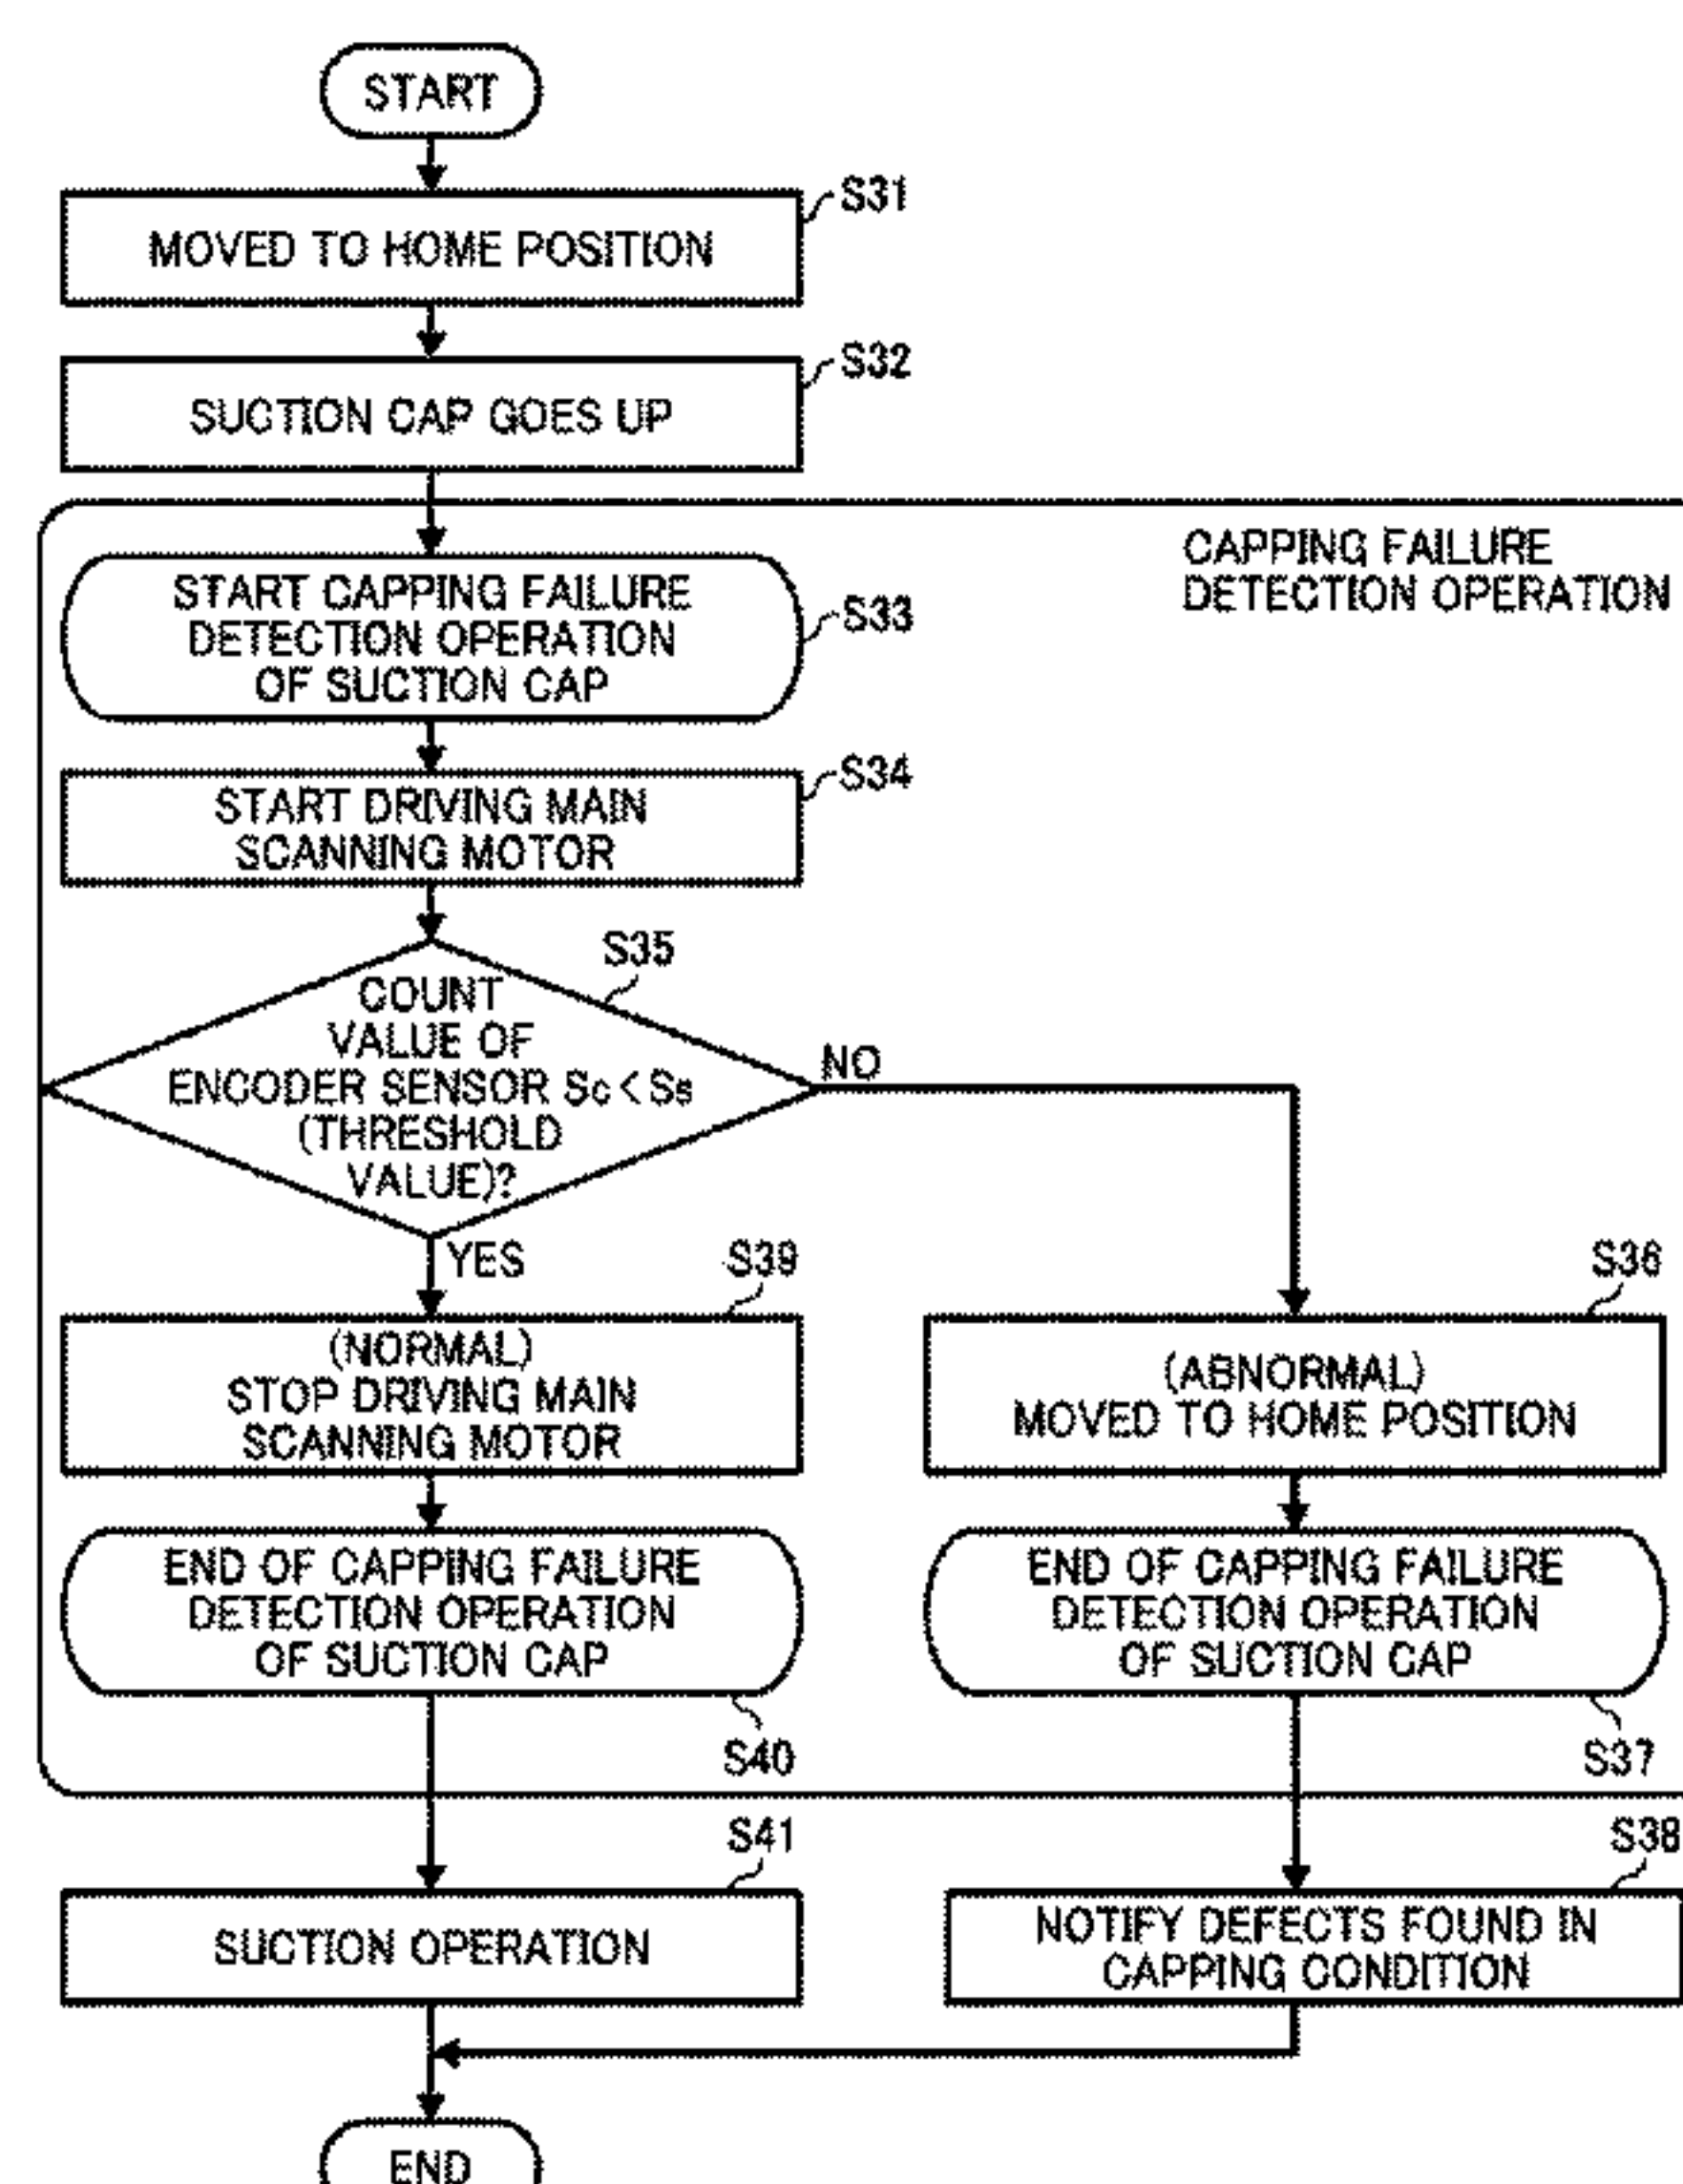 START
S31
MOVED TO HOME POSITION
S32
SUCTION CAP GOES UP
CAPPING FAILURE
DETECTION OPERATION
START CAPPING FAILURE
DETECTION OPERATION
OF SUCTION CAP
S33
S34
START DRIVING MAIN
SCANNING MOTOR
S35
COUNT
VALUE OF
ENCODER SENSOR Sc < Ss
(THRESHOLD
VALUE)?
NO
YES
S39
(NORMAL)
STOP DRIVING MAIN
SCANNING MOTOR
S36
(ABNORMAL)
MOVED TO HOME POSITION
END OF CAPPING FAILURE
DETECTION OPERATION
OF SUCTION CAP
S40
END OF CAPPING FAILURE
DETECTION OPERATION
OF SUCTION CAP
S37
S41
SUCTION OPERATION
S38
NOTIFY DEFECTS FOUND IN
CAPPING CONDITION
END